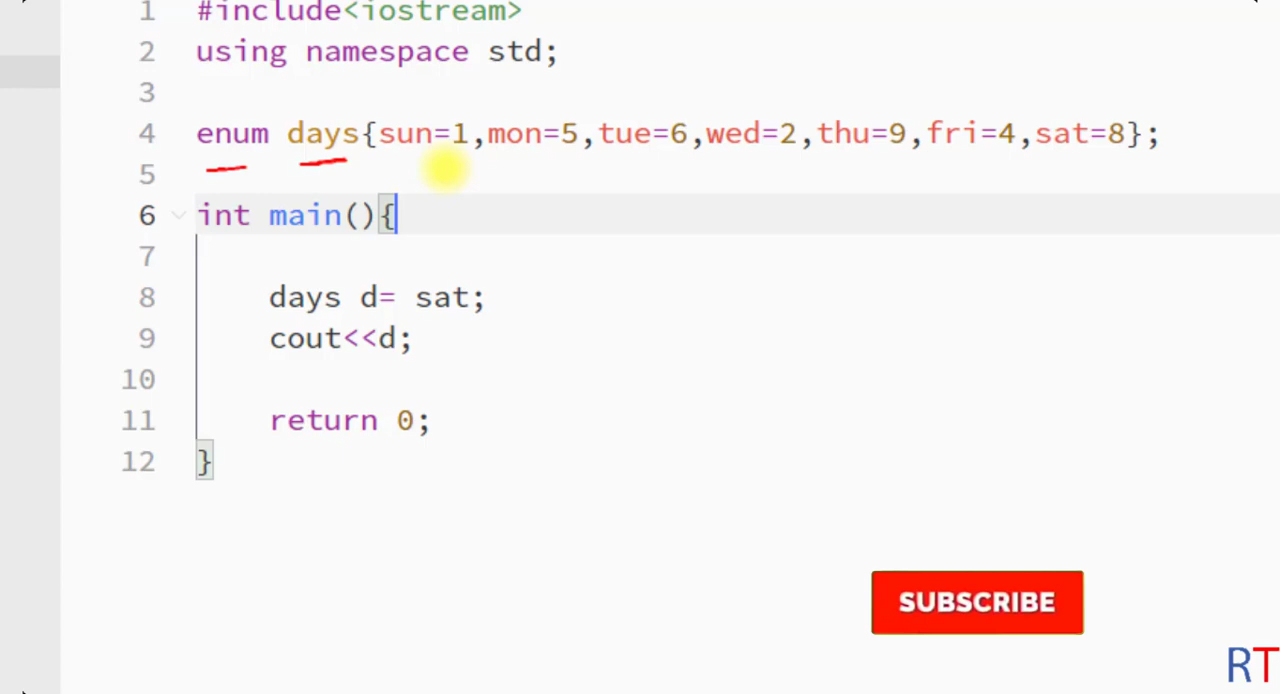 1 #include<iostream>
2 using namespace std;
3
4 enum days{sun=1,mon=5,tue=6,wed=2,thu=9,fri=4,sat=8};
5
6 int main(){
7
8 days d= sat;
9 cout<<d;
10
11 return 0;
12 }
SUBSCRIBE
RT